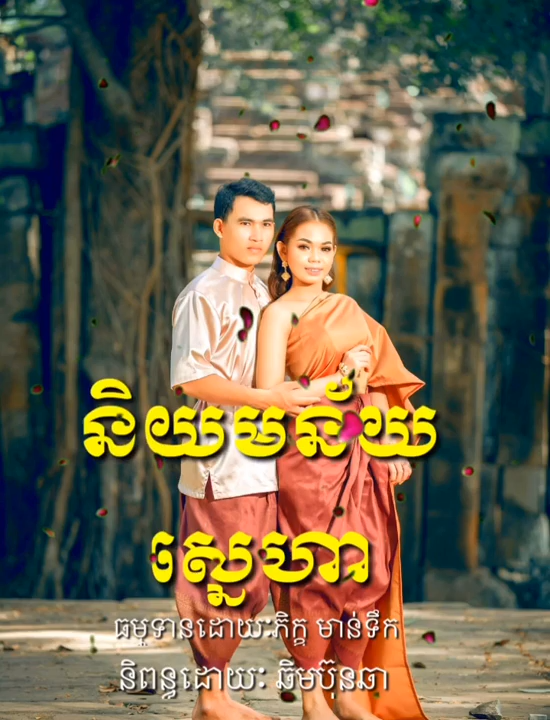 និយមន័យ
ស្នេហា
ធម្មទានដោយៈភិក្ខុ មាន់ទឹក
និពន្ធដោយៈ ឆិមប៊ុនឆា